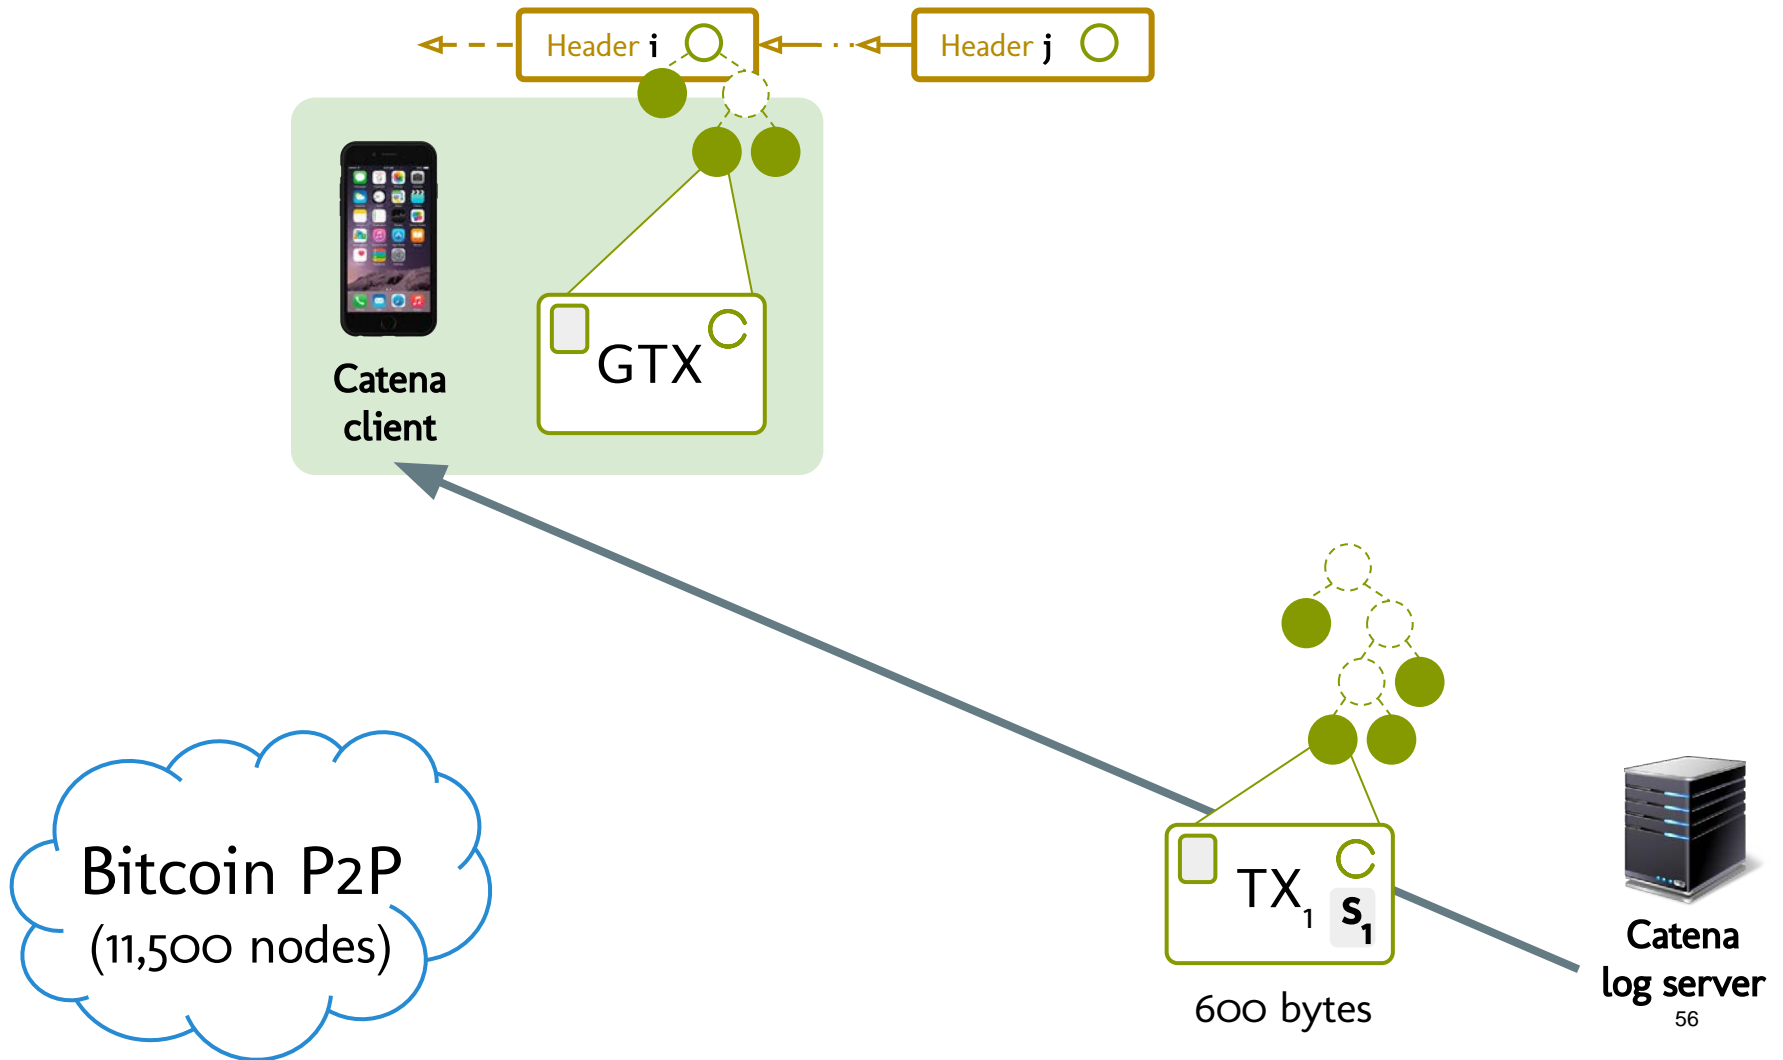 Header i
Header j
Catena
client
GTX
Bitcoin P2P
(11,500 nodes)
TX1
S1
600 bytes
Catena
log server
56